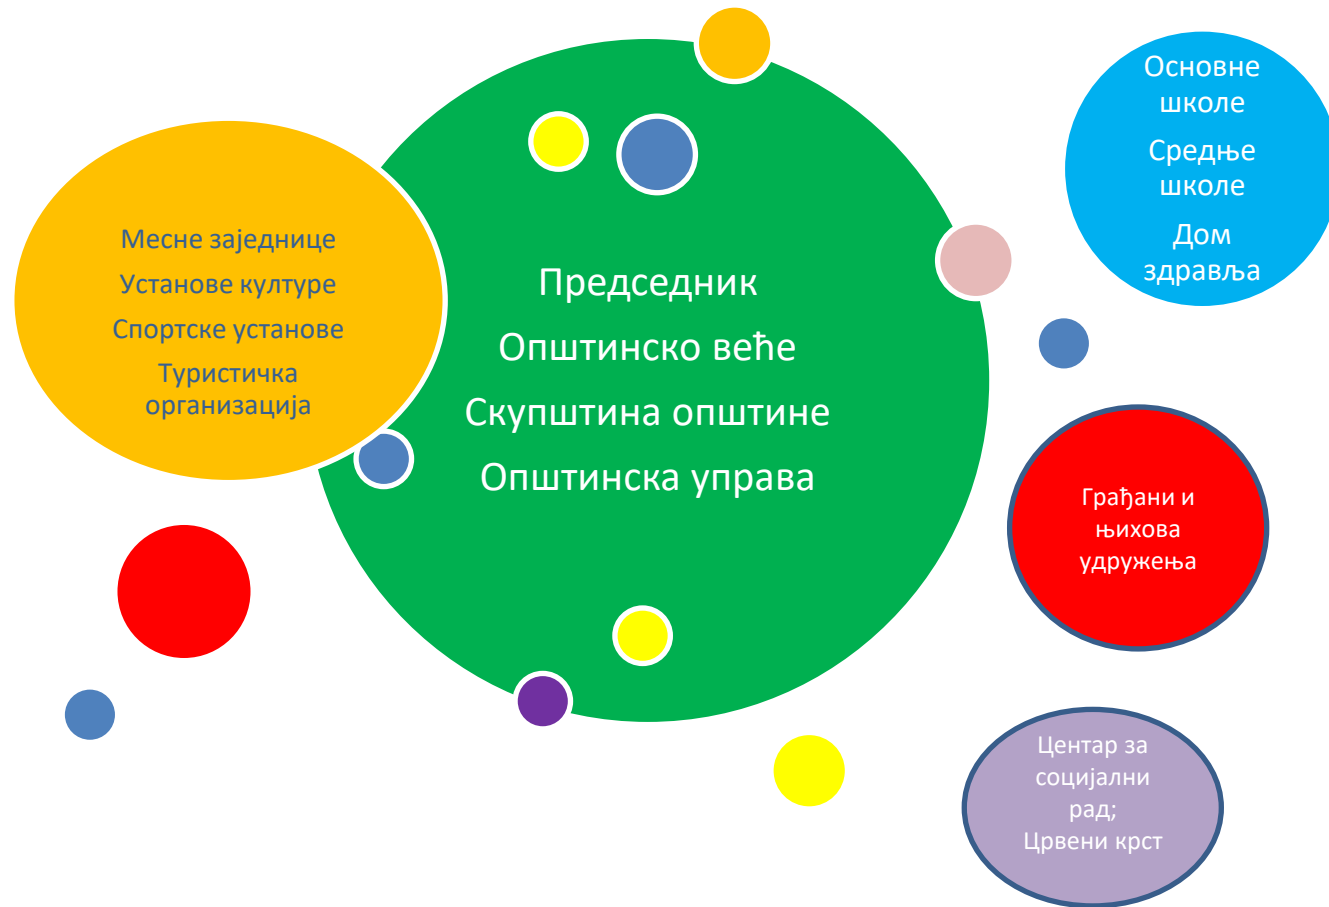 Месне заједнице
Установе културе
Спортске установе
Туристичка
организација
Председник
Општинско веће
Скупштина општине
Општинска управа
Основне
школе
Средње
школе
Дом
здравља
Грађани и
њихова
удружења
Центар за
социјални
рад;
Црвени крст